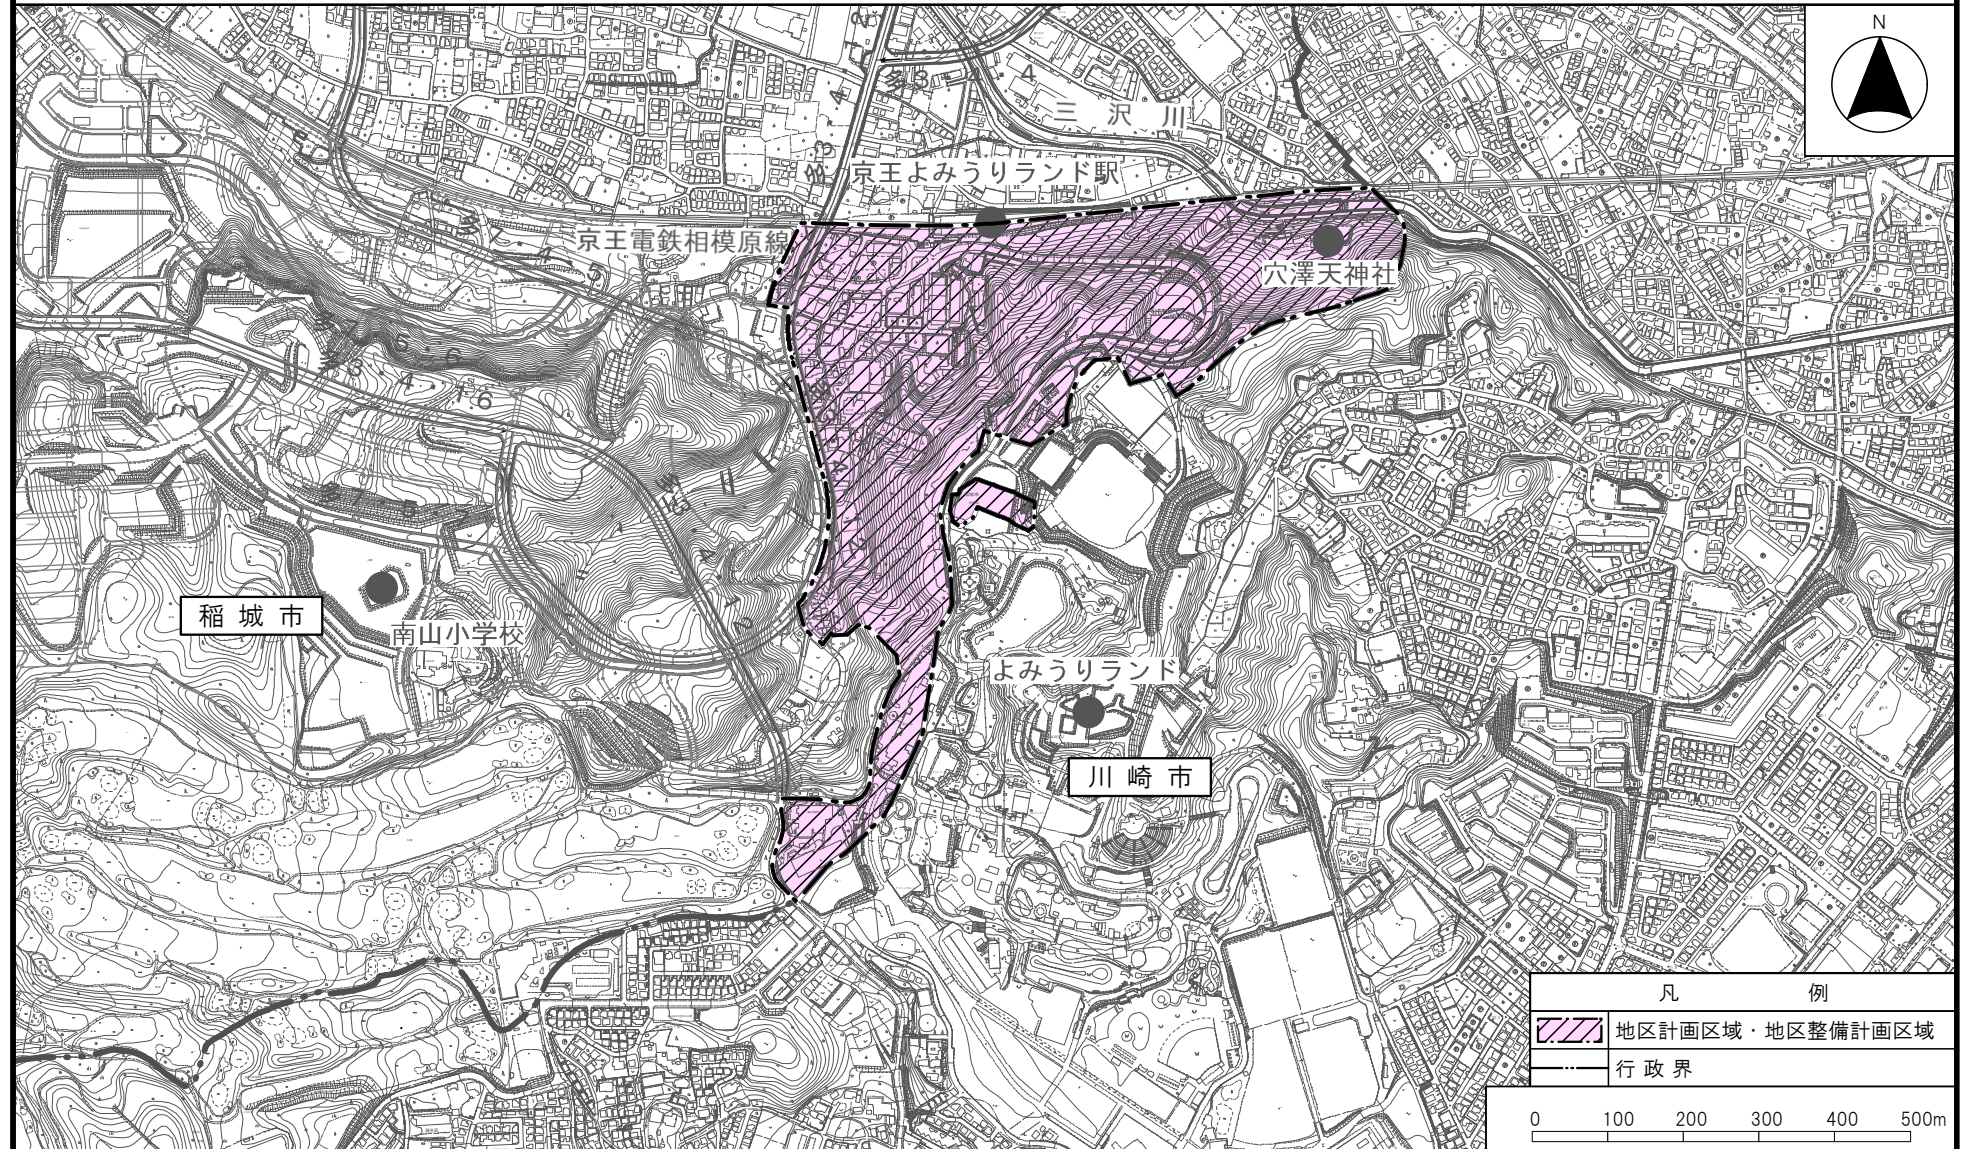 N
三沢川
京王よみうりランド駅
京王電鉄相模原線
穴澤天神社
稲城市
南山小学校
よみうりランド
川崎市
凡例
地区計画区域・地区整備計画区域
行政界
0 100 200 300 400 500m